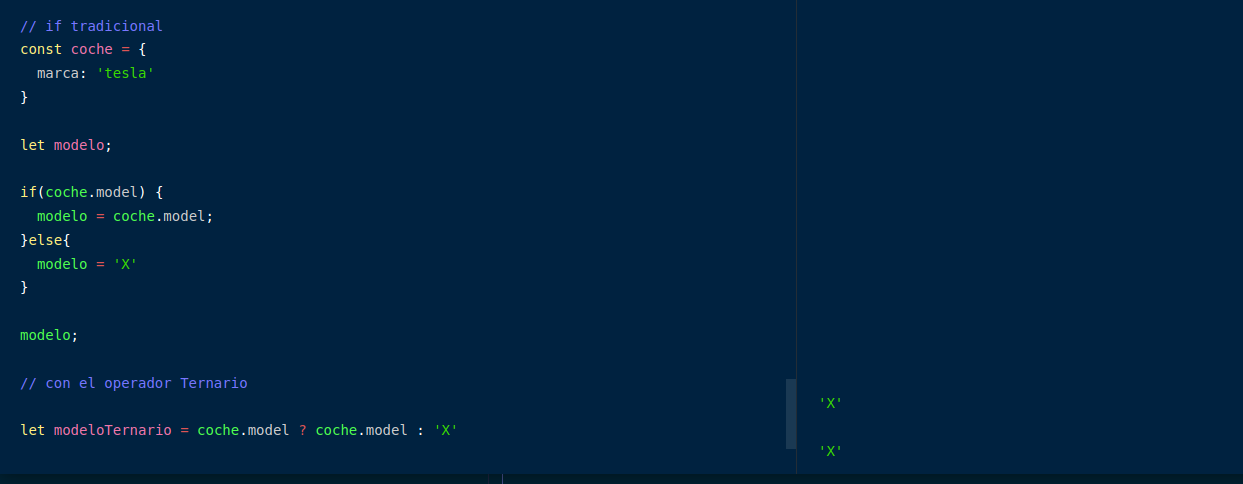 // if tradicional
const coche = {
  marca: 'tesla'
}
let modelo;
if(coche.model) {
  modelo = coche.model;
}else{
  modelo = 'X'
}
modelo;
// con el operador Ternario
'X'
let modeloTernario = coche.model ? coche.model : 'X'
'X'